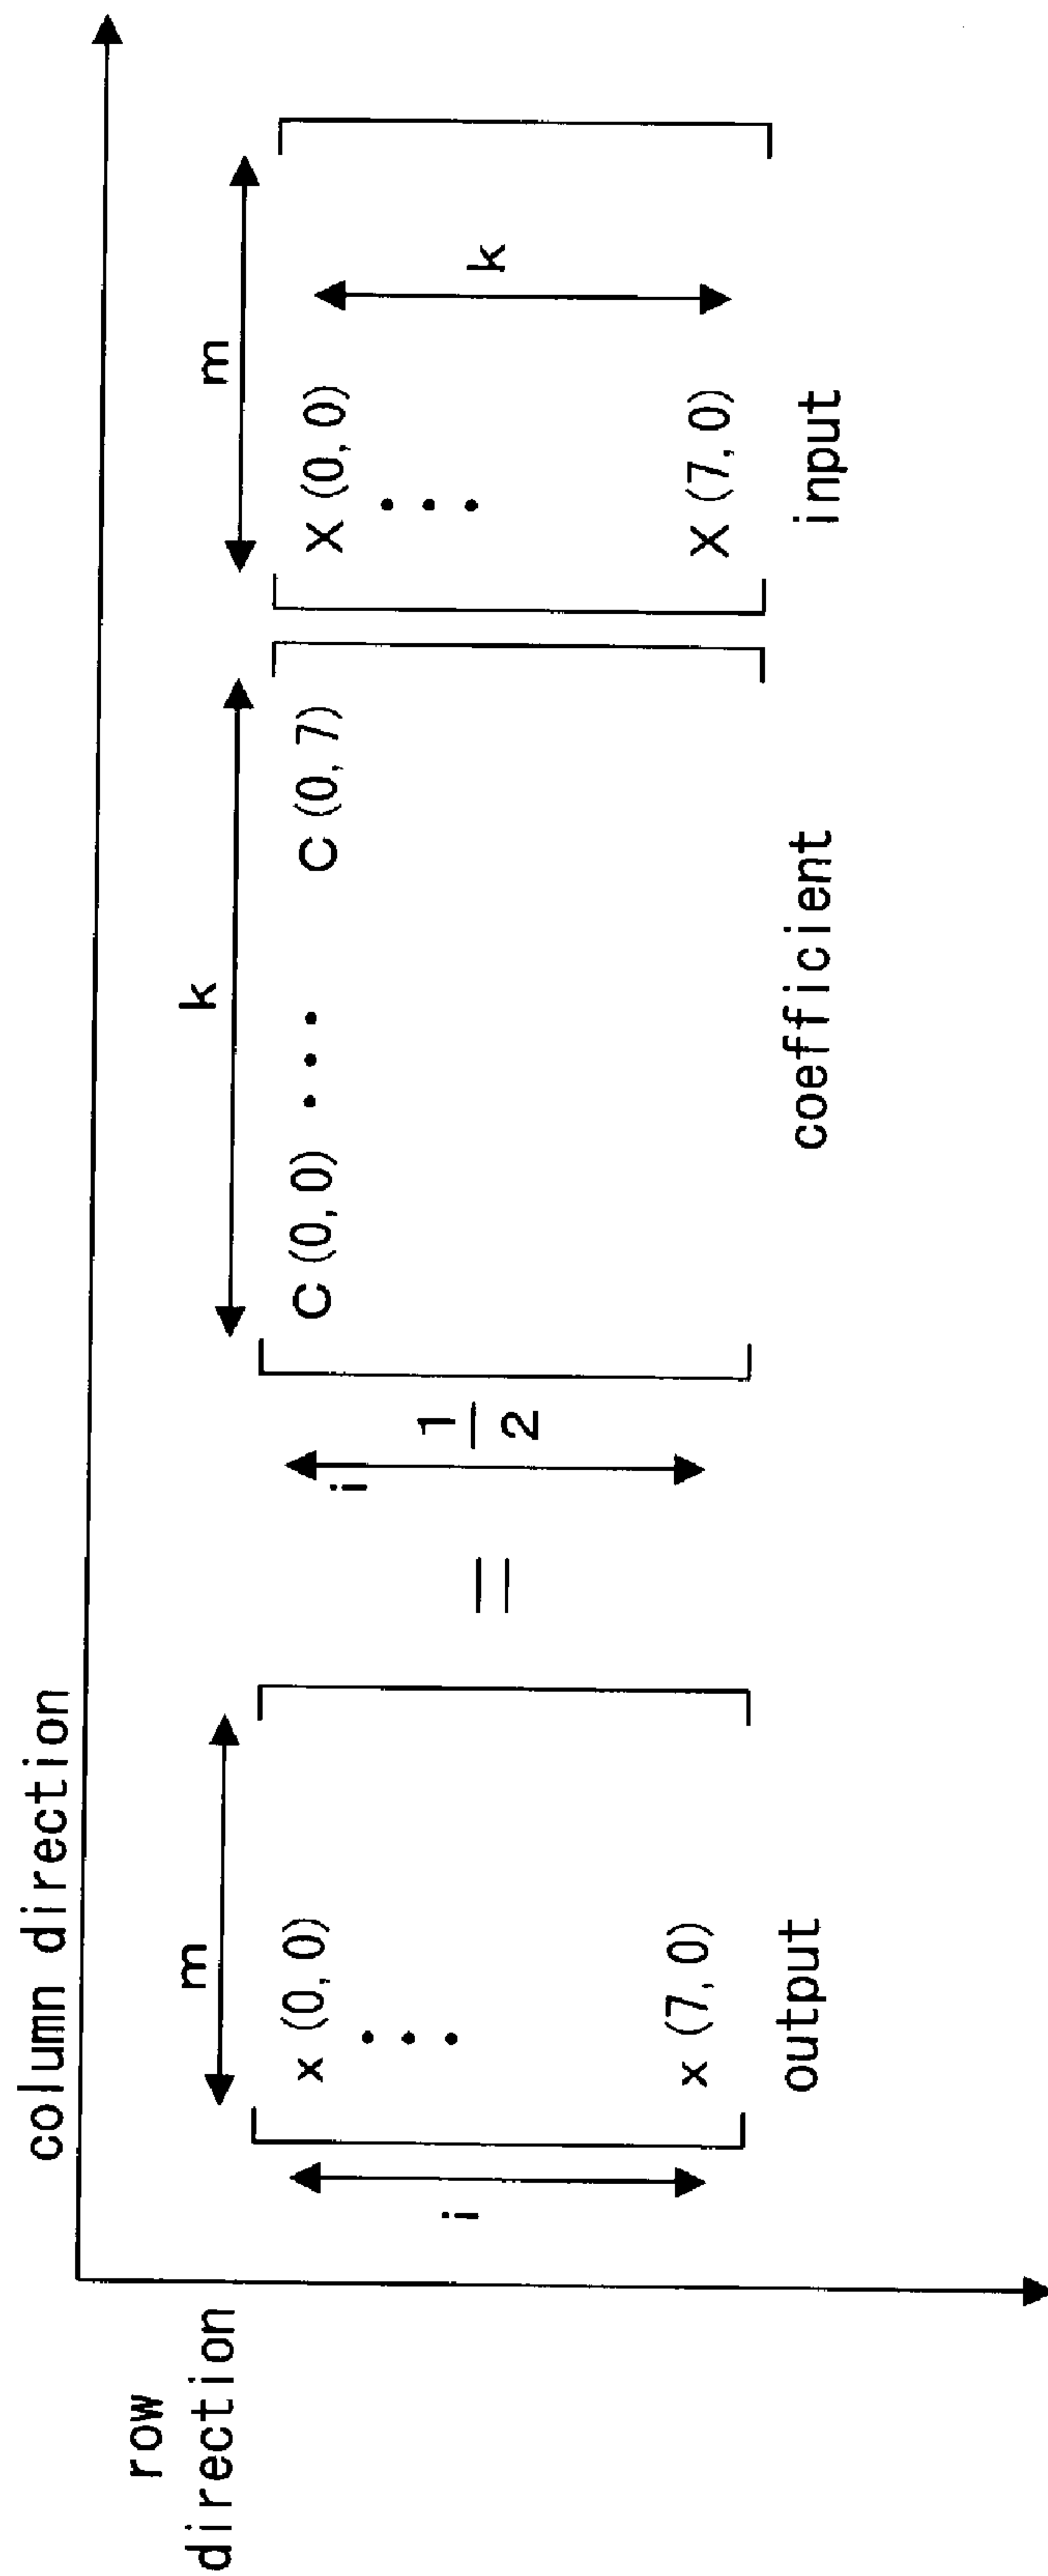 column direction
row
direction
m
i
x (0, 0)
• • •
x (7, 0)
output
=
i
1
2
k
C (0, 0) • • • C (0, 7)
coefficient
m
k
X (0, 0)
• • •
X (7, 0)
input